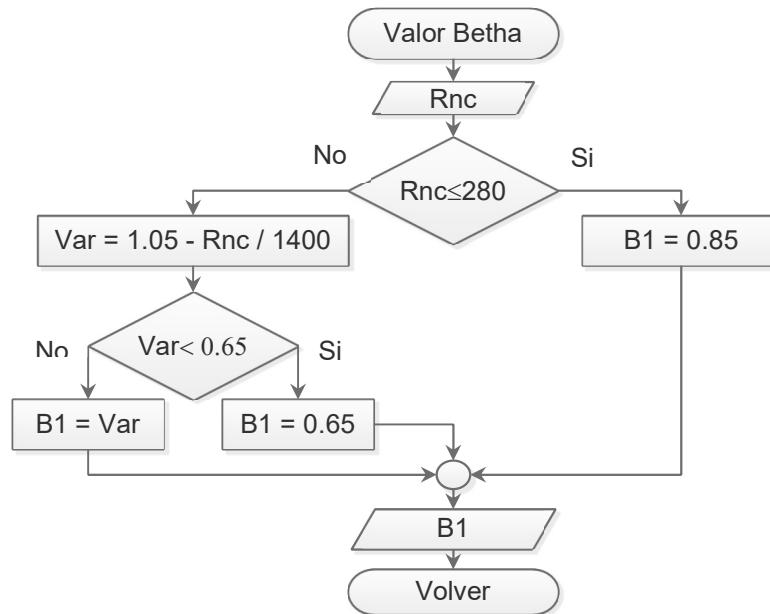 Valor Betha
Rnc
No
Si
Rnc≤280
Var = 1.05 - Rnc / 1400
B1 = 0.85
No
Var< 0.65
Si
B1 = Var
B1 = 0.65
B1
Volver